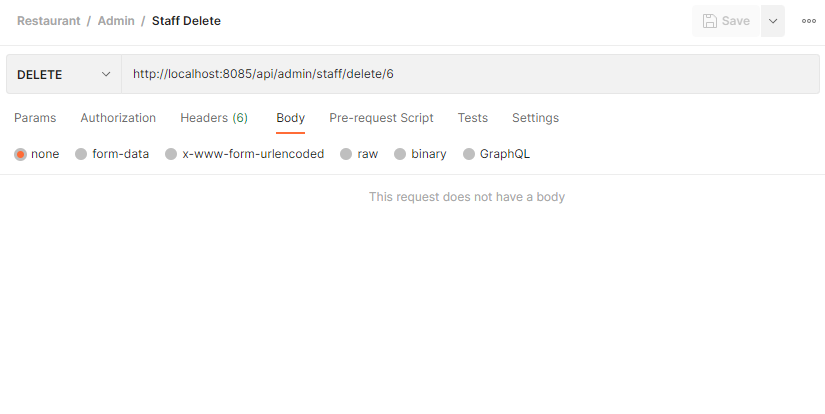 Restaurant / Admin / Staff Delete Save
DELETE http://localhost:8085/api/admin/staff/delete/6
Params Authorization Headers (6) Body Pre-request Script Tests Settings
none form-data x-www-form-urlencoded raw binary GraphQL
This request does not have a body